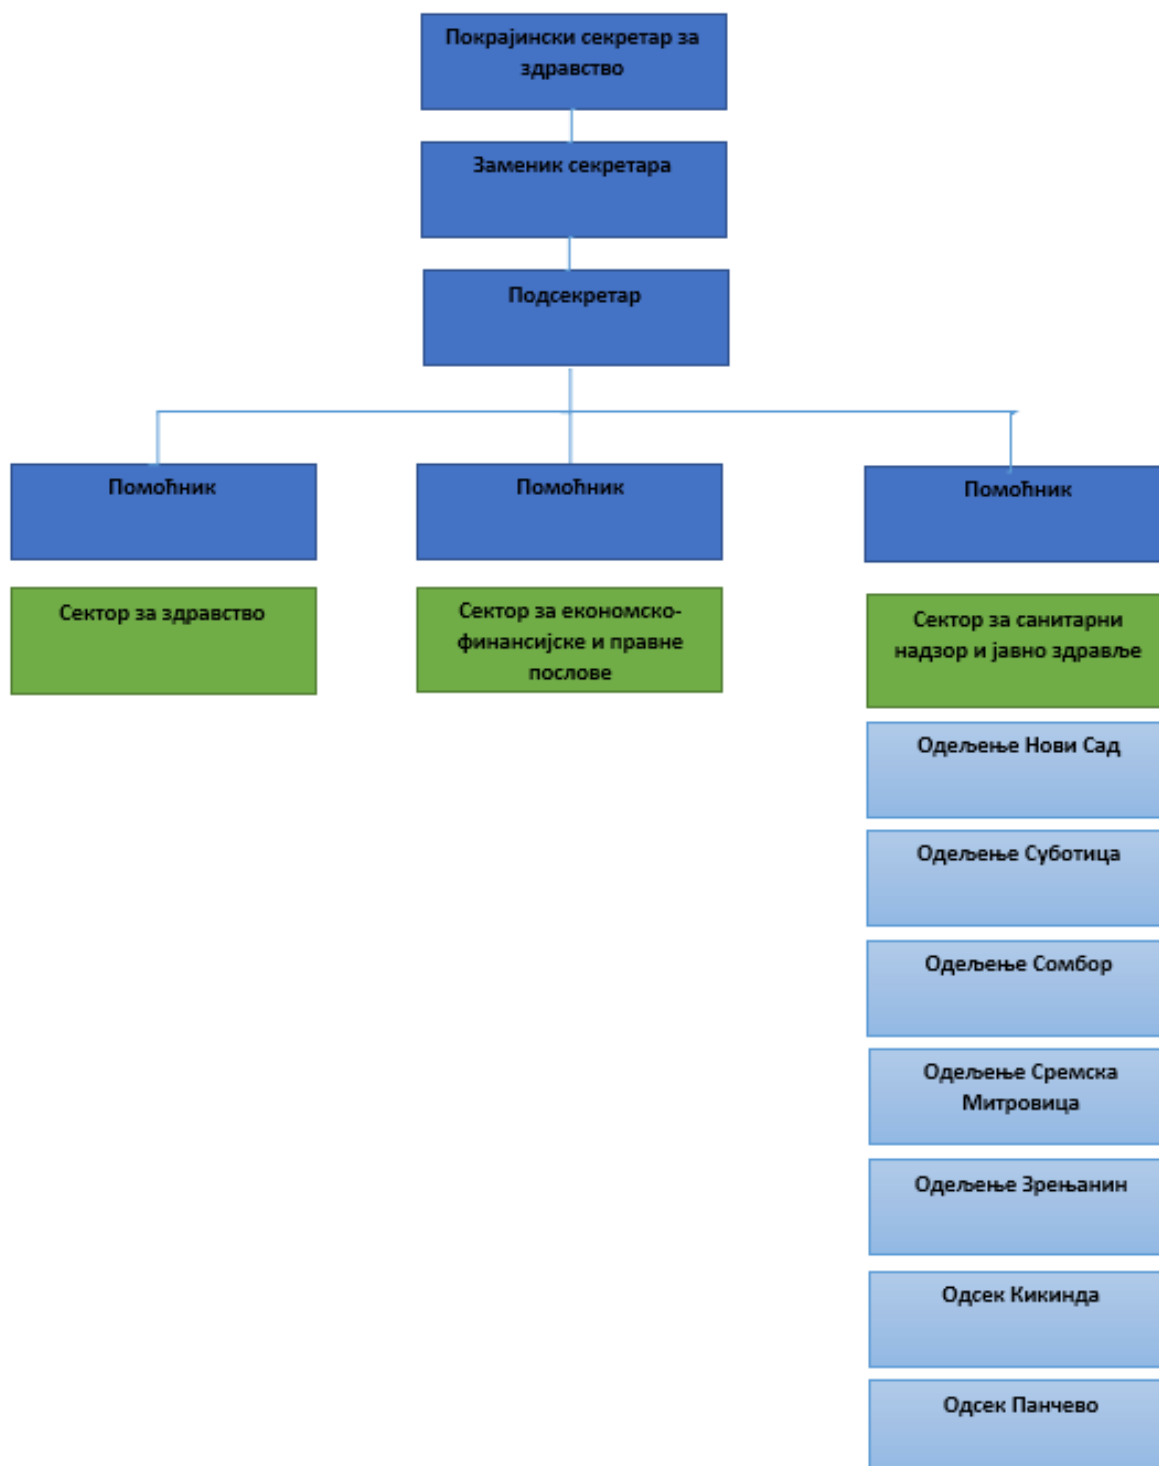 Покрајински секретар за
здравство
Заменик секретара
Подсекретар
Помоћник
Помоћник
Помоћник
Сектор за здравство
Сектор за економско-
финансијске и правне
послове
Сектор за санитарни
надзор и јавно здравље
Одељење Нови Сад
Одељење Суботица
Одељење Сомбор
Одељење Сремска
Митровица
Одељење Зрењанин
Одсек Кикинда
Одсек Панчево